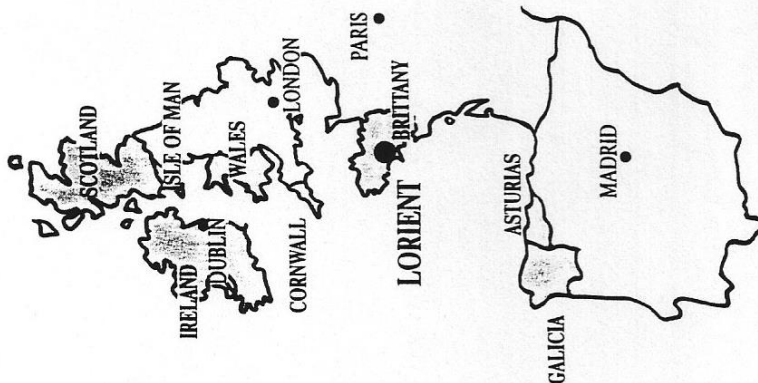 SCOTLAND
ISLE OF MAN
IRELAND
DUBLIN
WALES
LONDON
CORNWALL
PARIS
BRITTANY
LORIENT
ASTURIAS
GALICIA
MADRID